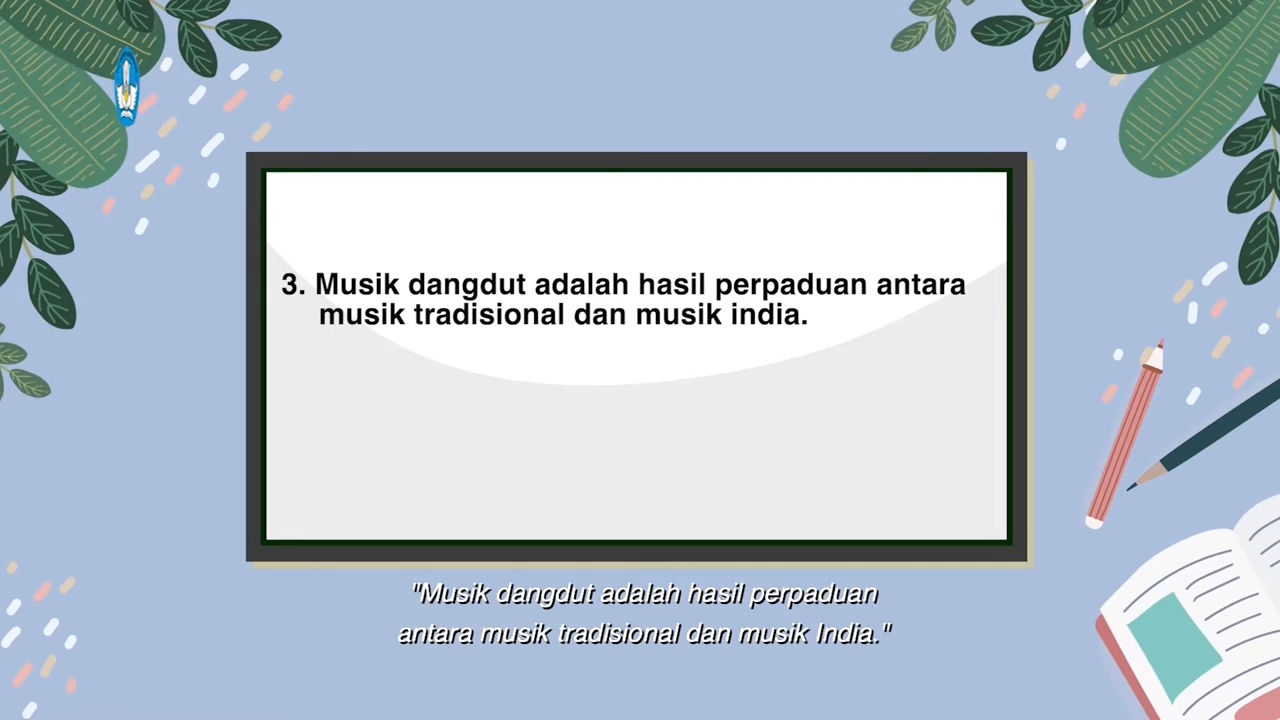 3. Musik dangdut adalah hasil perpaduan antara
musik tradisional dan musik india.
"Musik dangdut adalah hasil perpaduan
antara musik tradisional dan musik India."